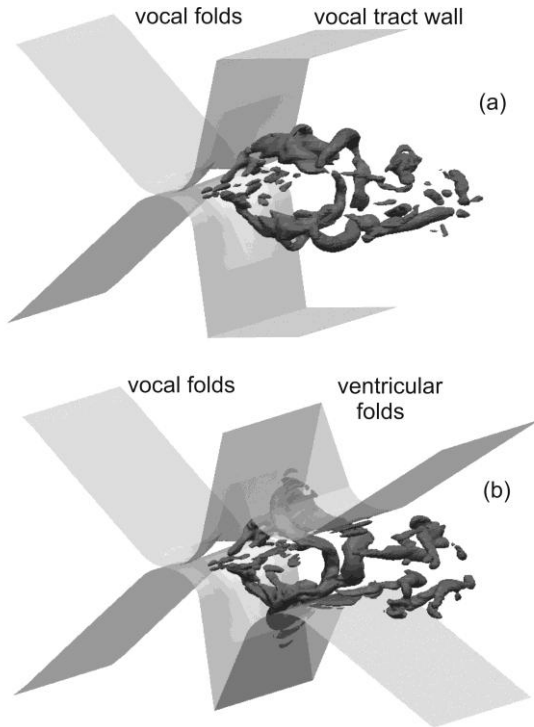 vocal folds vocal tract wall
(a)
vocal folds ventricular
folds
(b)